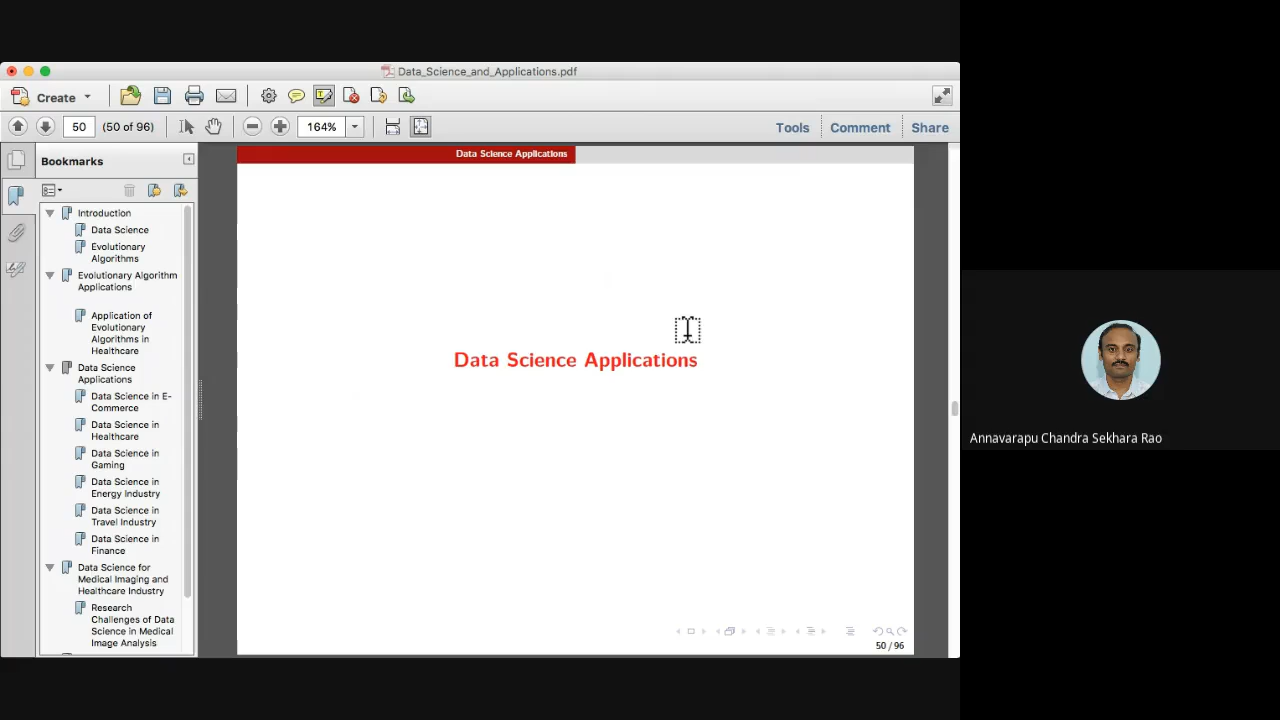 Data_Science_and_Applications.pdf
Create
50 (50 of 96) 164% Tools Comment Share
Bookmarks
Introduction
Data Science
Evolutionary
Algorithms
Evolutionary Algorithm
Applications
Application of
Evolutionary
Algorithms in
Healthcare
Data Science
Applications
Data Science in E-
Commerce
Data Science in
Healthcare
Data Science in
Gaming
Data Science in
Energy Industry
Data Science in
Travel Industry
Data Science in
Finance
Data Science for
Medical Imaging and
Healthcare Industry
Research
Challenges of Data
Science in Medical
Image Analysis
Data Science Applications
Data Science Applications
50 / 96
Annavarapu Chandra Sekhara Rao